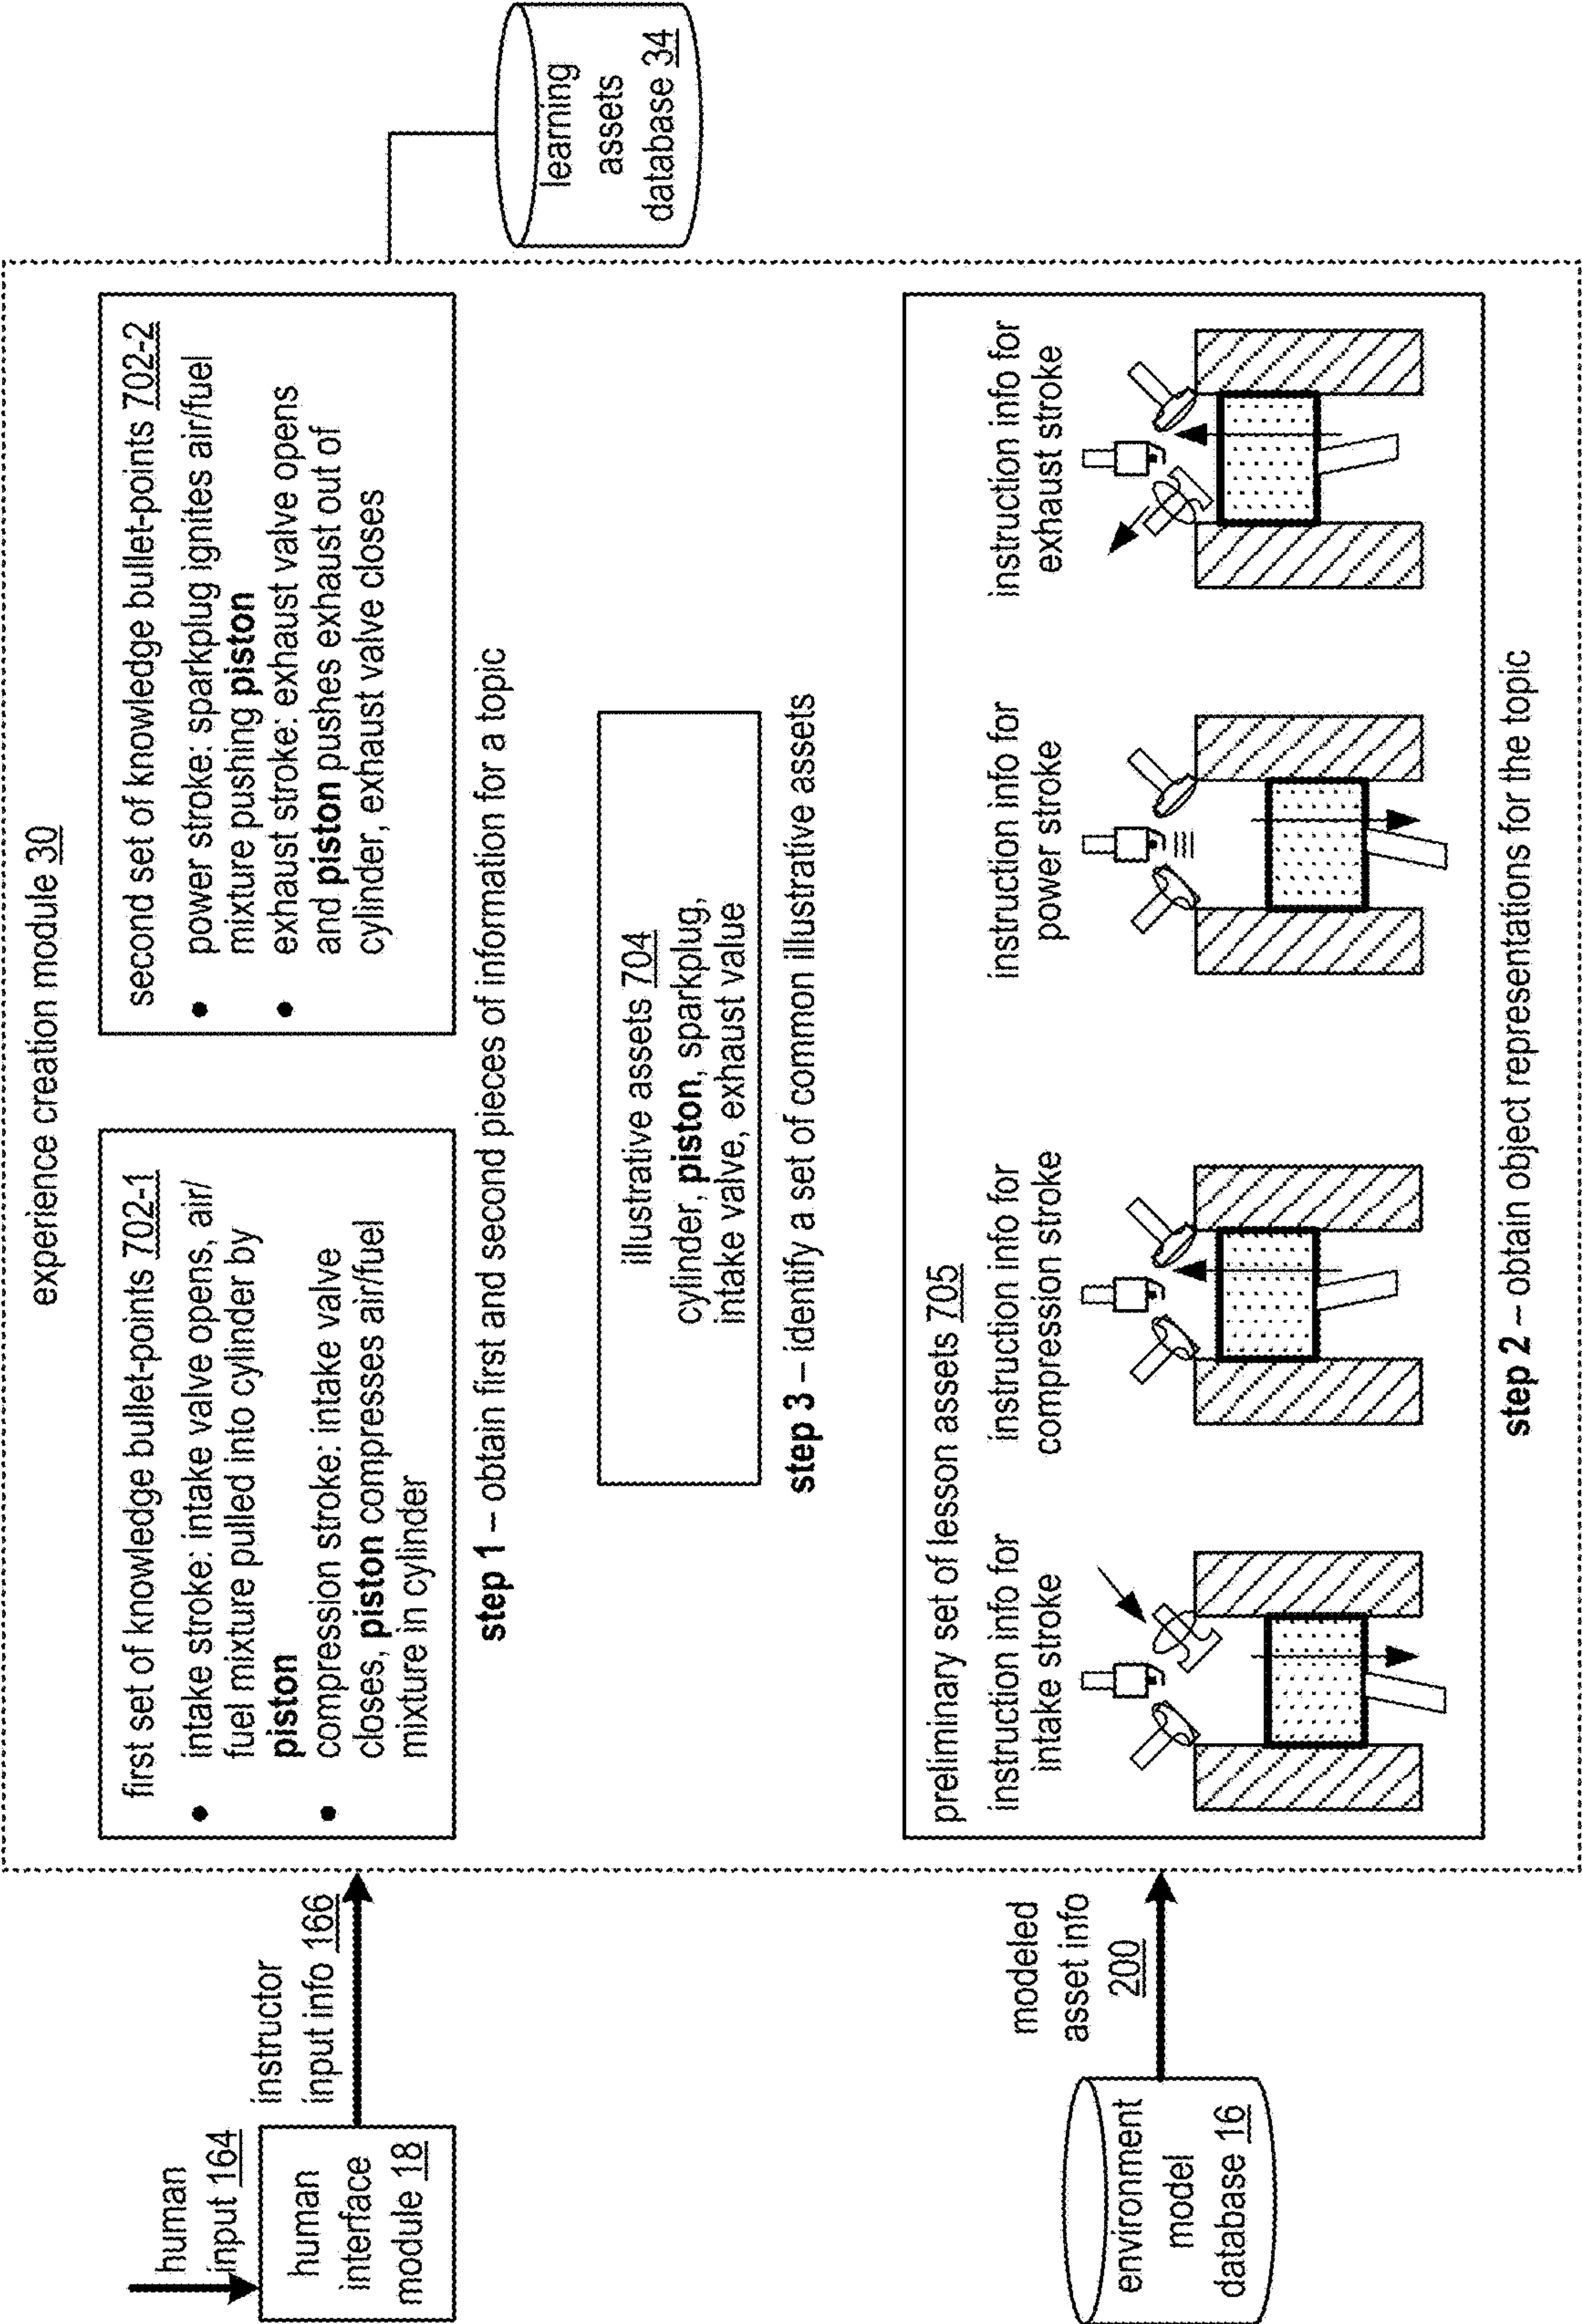 experience creation module 30
human
input 164
human
interface
module 18
instructor
input info 166
first set of knowledge bullet-points 702-1
• intake stroke: intake valve opens, air/
fuel mixture pulled into cylinder by
piston
• compression stroke: intake valve
closes, piston compresses air/fuel
mixture in cylinder
second set of knowledge bullet-points 702-2
• power stroke: sparkplug ignites air/fuel
mixture pushing piston
• exhaust stroke: exhaust valve opens
and piston pushes exhaust out of
cylinder, exhaust valve closes
step 1 – obtain first and second pieces of information for a topic
learning
assets
database 34
illustrative assets 704
cylinder, piston, sparkplug,
intake valve, exhaust value
step 3 – identify a set of common illustrative assets
environment
model
database 16
modeled
asset info
200
preliminary set of lesson assets 705
instruction info for
intake stroke
instruction info for
compression stroke
instruction info for
power stroke
instruction info for
exhaust stroke
step 2 – obtain object representations for the topic